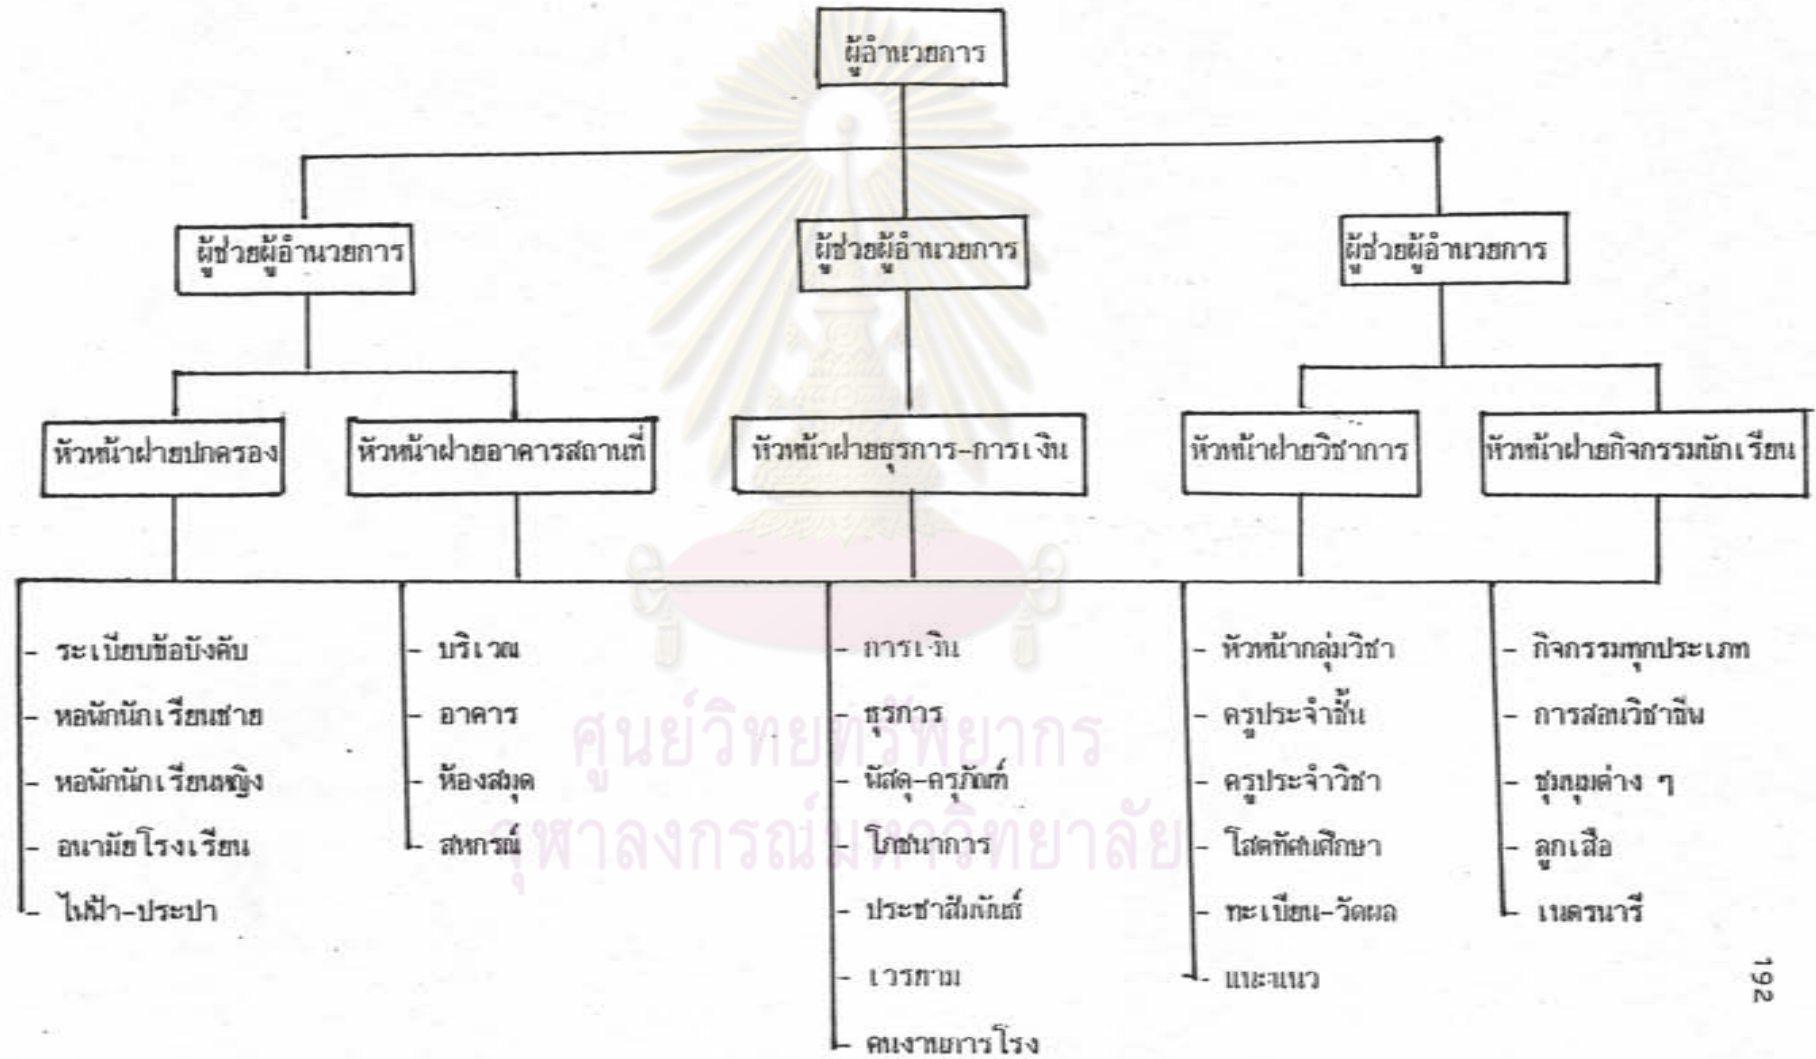 ผู้อำนวยการ
ผู้ช่วยผู้อำนวยการ
ผู้ช่วยผู้อำนวยการ
ผู้ช่วยผู้อำนวยการ
หัวหน้าฝ่ายปกครอง
หัวหน้าฝ่ายอาคารสถานที่
หัวหน้าฝ่ายธุรการ-การเงิน
หัวหน้าฝ่ายวิชาการ
หัวหน้าฝ่ายกิจกรรมนักเรียน
- ระเบียบข้อบังคับ
- หอพักนักเรียนชาย
- หอพักนักเรียนหญิง
- อนามัยโรงเรียน
- ไฟฟ้า-ประปา
- บริเวณ
- อาคาร
- ห้องสมุด
- สหกรณ์
- การเงิน
- ธุรการ
- พัสดุ-ครุภัณฑ์
- โภชนาการ
- ประชาสัมพันธ์
- เวรยาม
- คนงานภารโรง
- หัวหน้ากลุ่มวิชา
- ครูประจำชั้น
- ครูประจำวิชา
- โสตทัศนศึกษา
- ทะเบียน-วัดผล
- แนะแนว
- กิจกรรมทุกประเภท
- การสอนวิชาชีพ
- ชุมนุมต่าง ๆ
- ลูกเสือ
- เนตรนารี
ศูนย์วิทยทรัพยากร
จุฬาลงกรณ์มหาวิทยาลัย
192